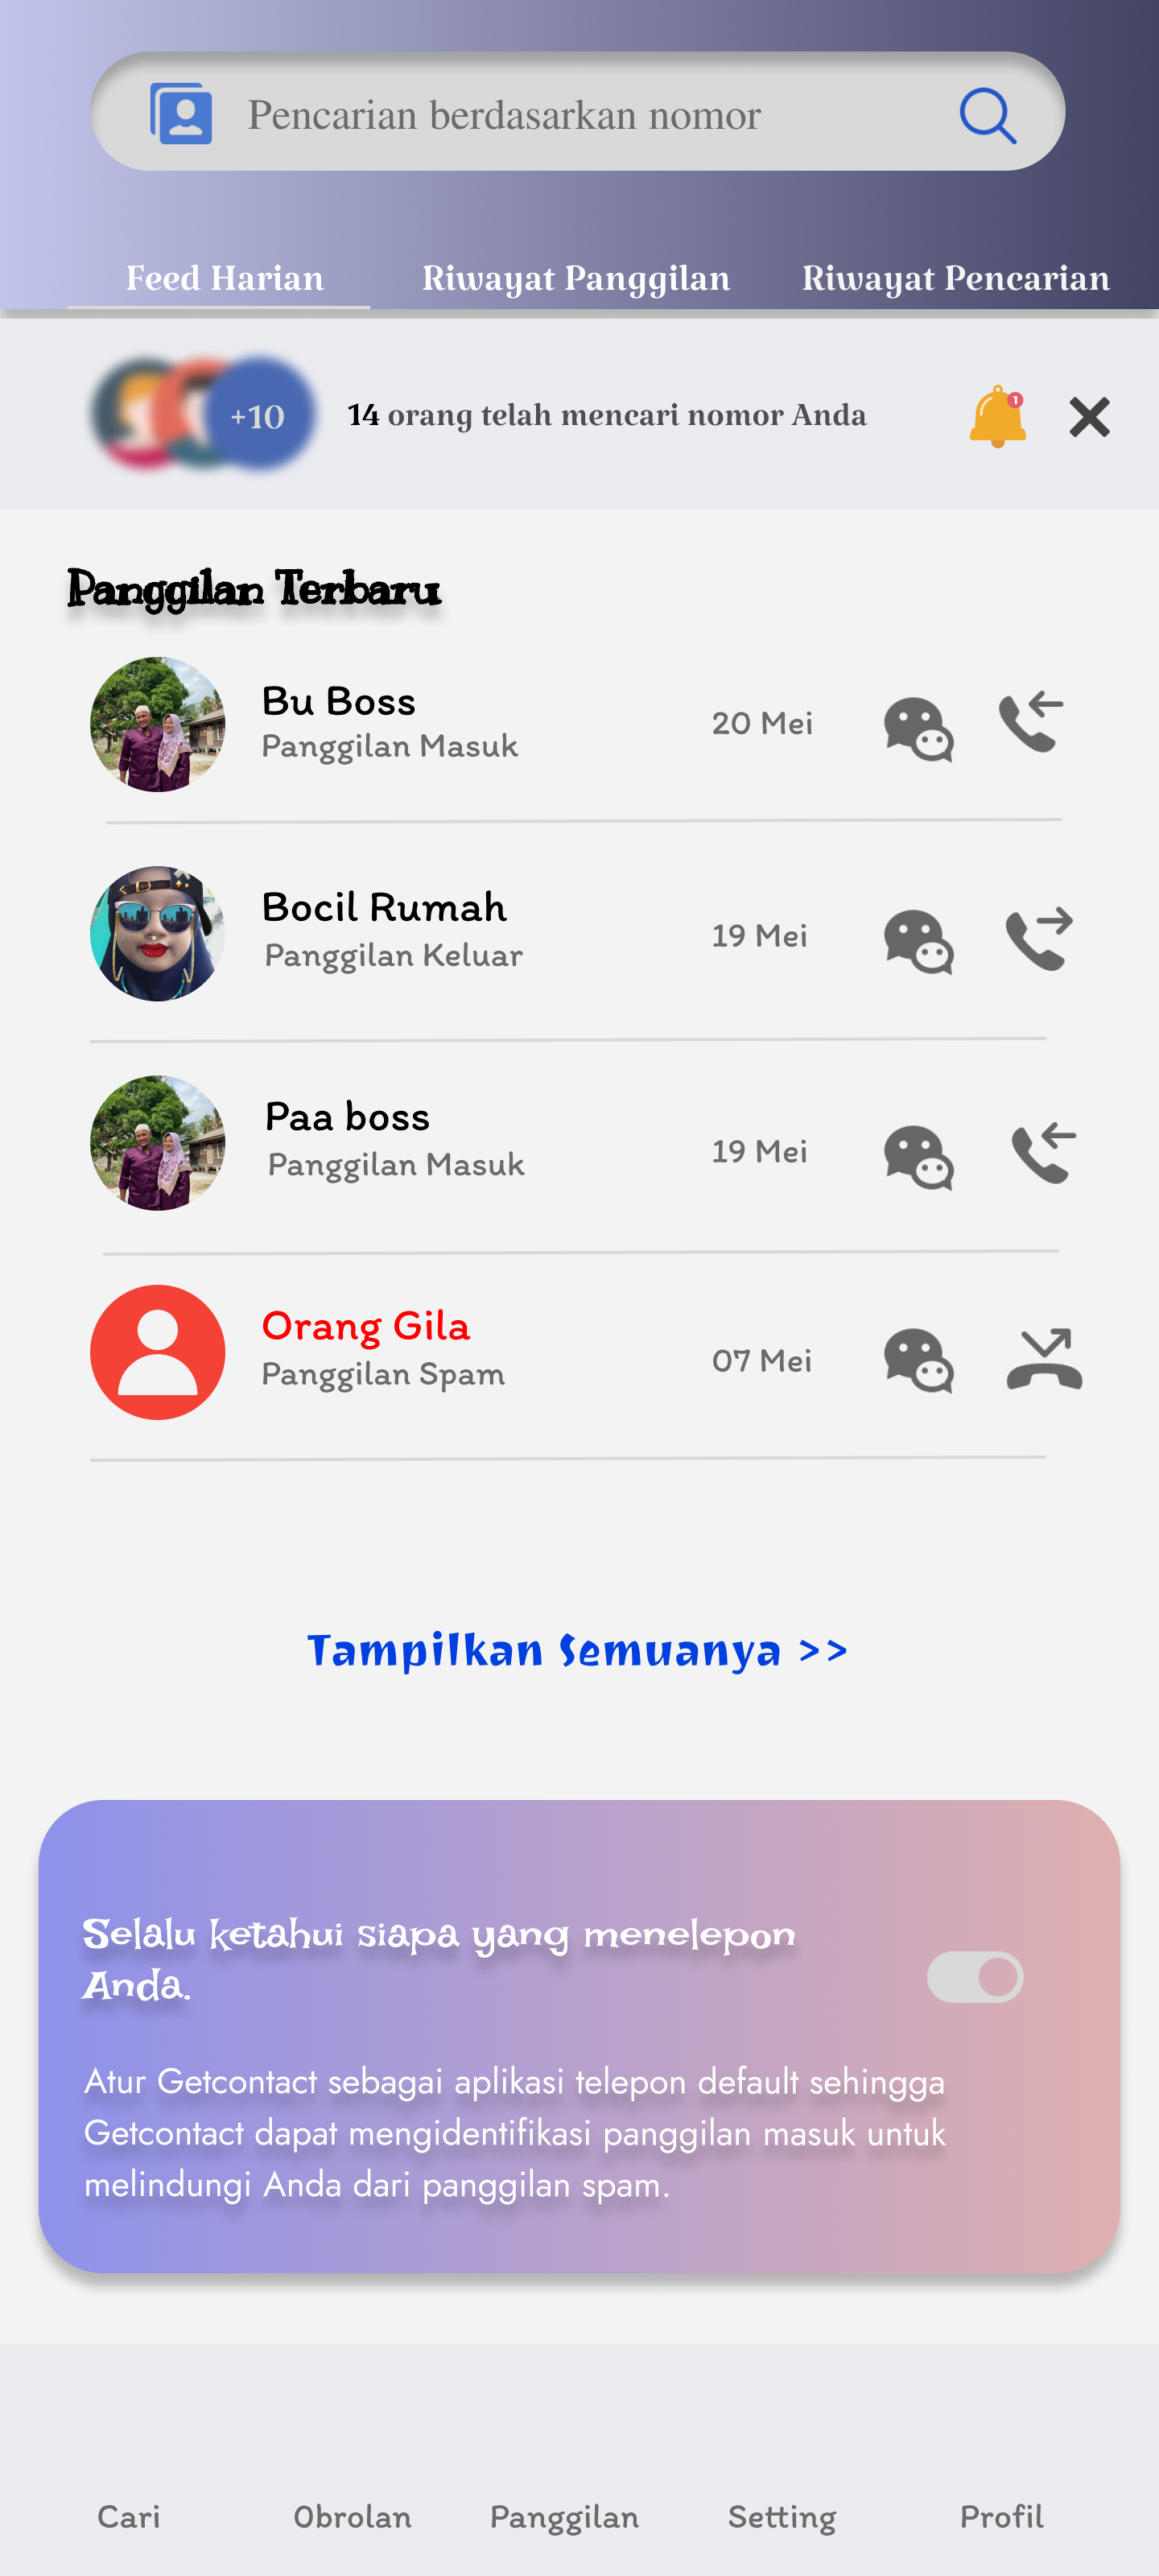 Pencarian berdasarkan nomor
Feed Harian
Riwayat Panggilan
Riwayat Pencarian
+10
14 orang telah mencari nomor Anda
1
Panggilan Terbaru
Bu Boss
Panggilan Masuk
20 Mei
Bocil Rumah
Panggilan Keluar
19 Mei
Paa boss
Panggilan Masuk
19 Mei
Orang Gila
Panggilan Spam
07 Mei
Tampilkan Semuanya >>
Selalu ketahui siapa yang menelepon
Anda.
Atur Getcontact sebagai aplikasi telepon default sehingga
Getcontact dapat mengidentifikasi panggilan masuk untuk
melindungi Anda dari panggilan spam.
Cari
Obrolan
Panggilan
Setting
Profil